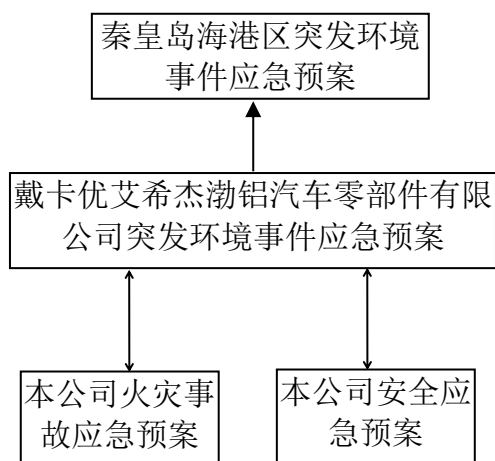 秦皇岛海港区突发环境
事件应急预案
戴卡优艾希杰渤铝汽车零部件有限
公司突发环境事件应急预案
本公司火灾事
故应急预案
本公司安全应
急预案